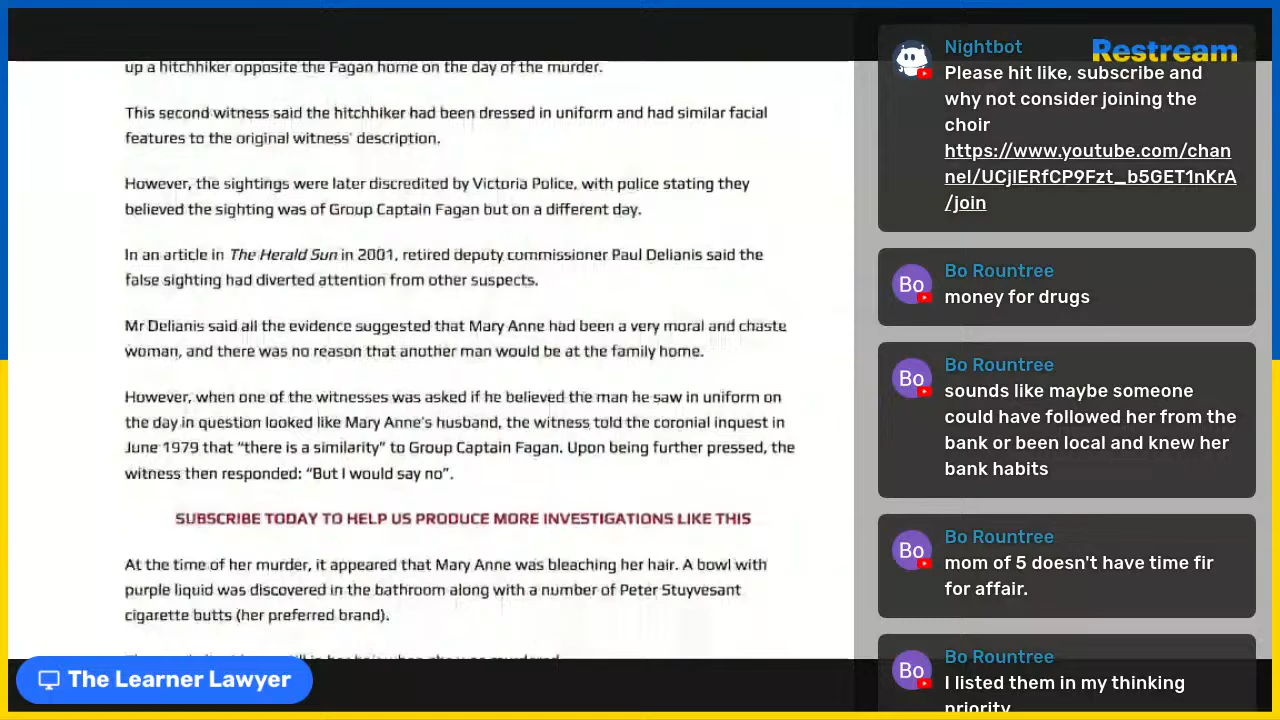 up a hitchhiker opposite the Fagan home on the day of the murder.
This second witness said the hitchhiker had been dressed in uniform and had similar facial
features to the original witness' description.
However, the sightings were later discredited by Victoria Police, with police stating they
believed the sighting was of Group Captain Fagan but on a different day.
In an article in The Herald Sun in 2001, retired deputy commissioner Paul Delianis said the
false sighting had diverted attention from other suspects.
Mr Delianis said all the evidence suggested that Mary Anne had been a very moral and chaste
woman, and there was no reason that another man would be at the family home.
However, when one of the witnesses was asked if he believed the man he saw in uniform on
the day in question looked like Mary Anne's husband, the witness told the coronial inquest in
June 1979 that "there is a similarity" to Group Captain Fagan. Upon being further pressed, the
witness then responded: "But I would say no".
SUBSCRIBE TODAY TO HELP US PRODUCE MORE INVESTIGATIONS LIKE THIS
At the time of her murder, it appeared that Mary Anne was bleaching her hair. A bowl with
purple liquid was discovered in the bathroom along with a number of Peter Stuyvesant
cigarette butts (her preferred brand).
The Learner Lawyer
Restream
Nightbot
Please hit like, subscribe and
why not consider joining the
choir
https://www.youtube.com/chan
nel/UCjlERfCP9Fzt_b5GET1nKrA
/join
Bo Rountree
money for drugs
Bo Rountree
sounds like maybe someone
could have followed her from the
bank or been local and knew her
bank habits
Bo Rountree
mom of 5 doesn't have time fir
for affair.
Bo Rountree
I listed them in my thinking
priority